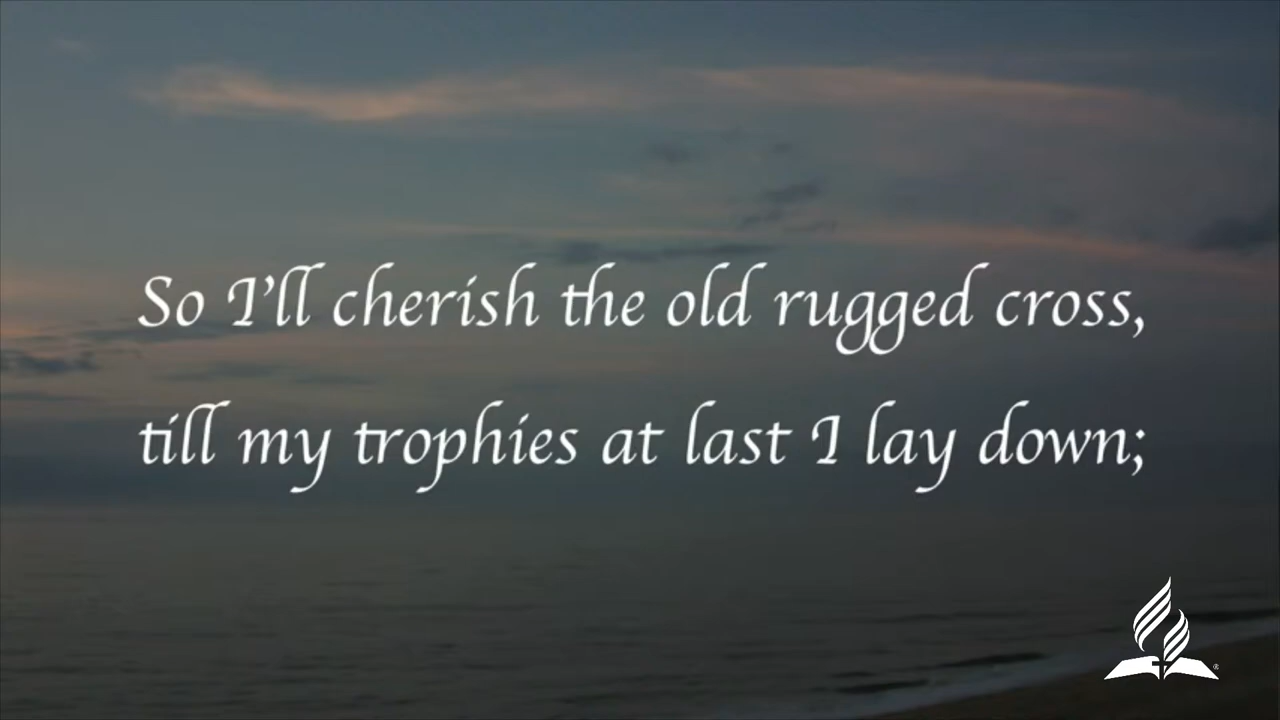 So I'll cherish the old rugged cross,
till my trophies at last I lay down;